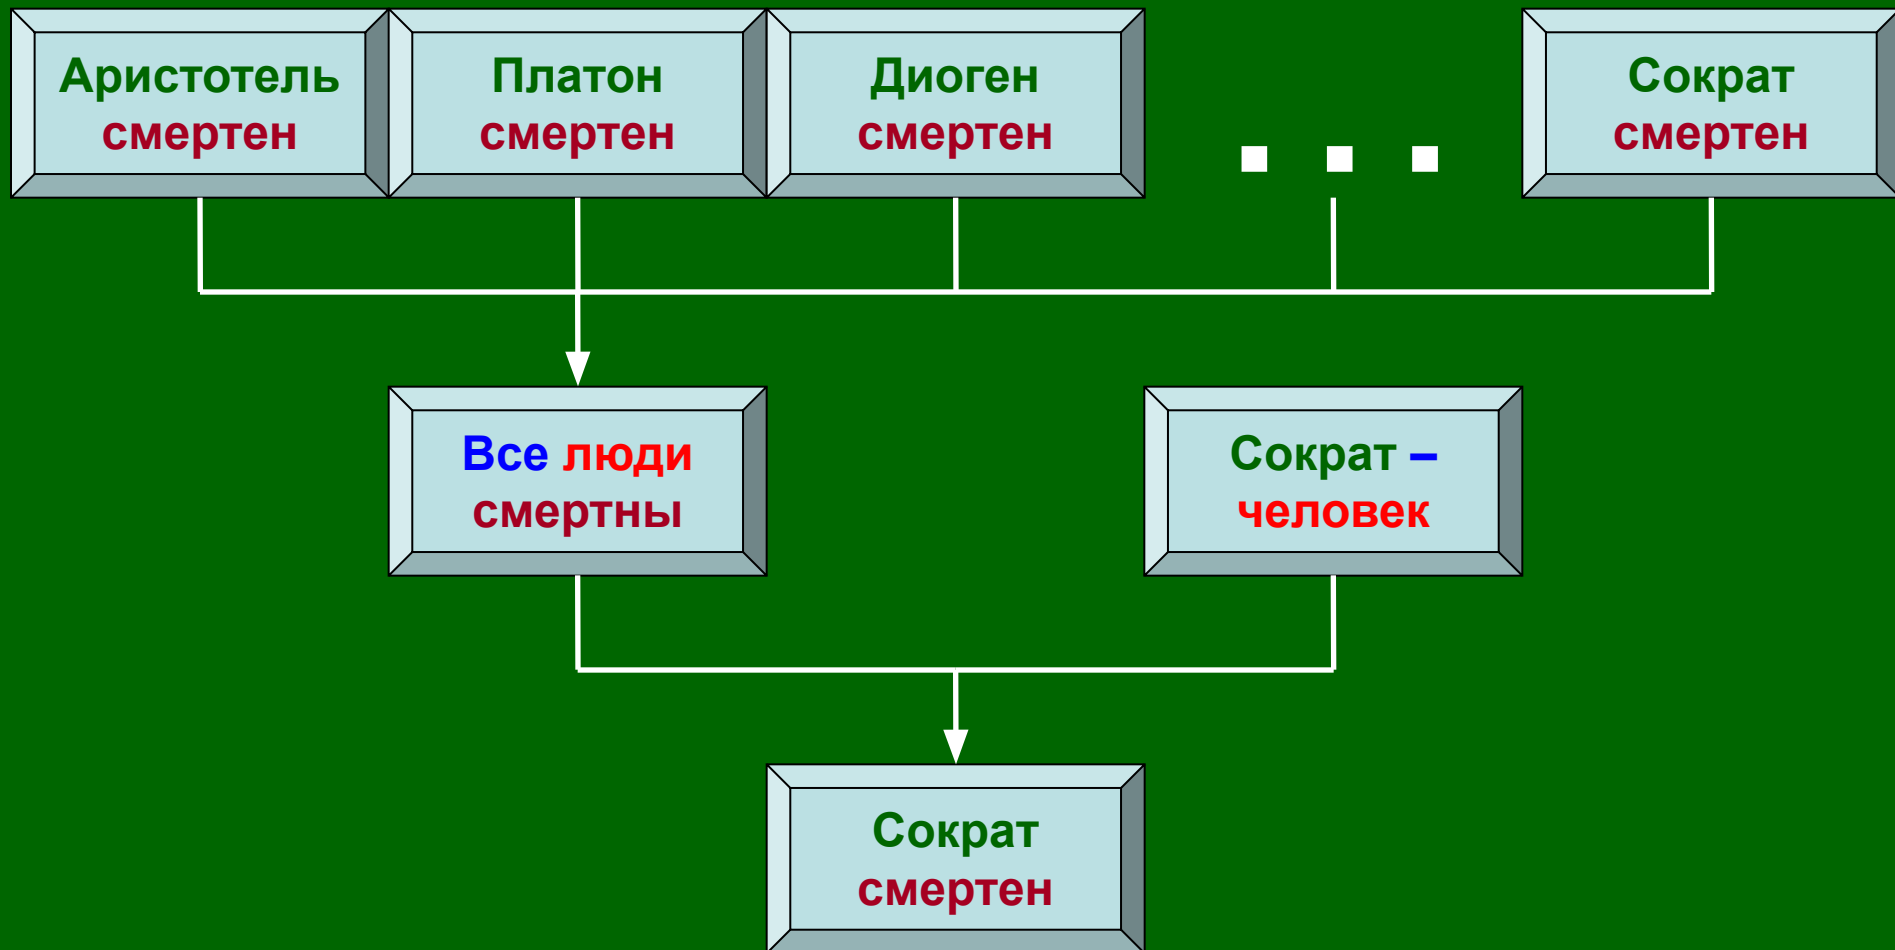 Аристотель
смертен
Платон
смертен
Диоген
смертен
. . .
Сократ
смертен
Все люди
смертны
Сократ –
человек
Сократ
смертен